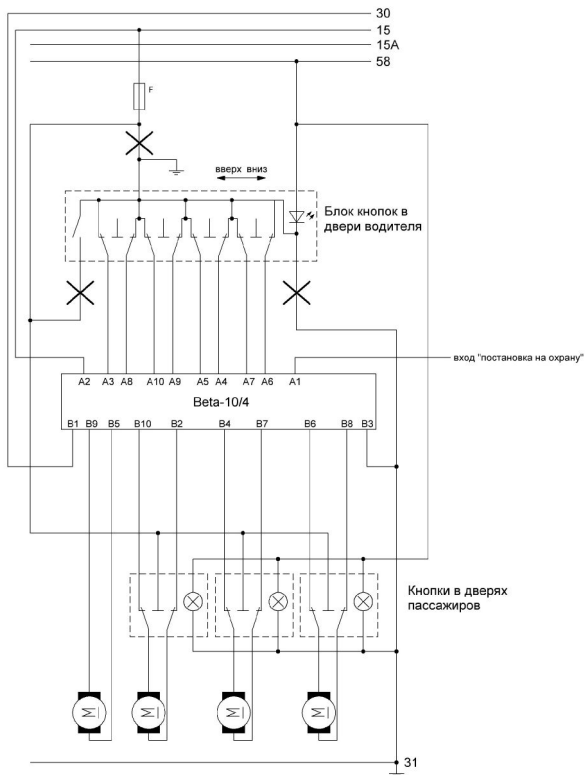 30
15
15A
58
F
вверх вниз
Блок кнопок в
двери водителя
вход "постановка на охрану"
A2 A3 A8 A10 A9 A5 A4 A7 A6 A1
Beta-10/4
B1 B9 B5 B10 B2 B4 B7 B6 B8 B3
Кнопки в дверях
пассажиров
M M M M
31